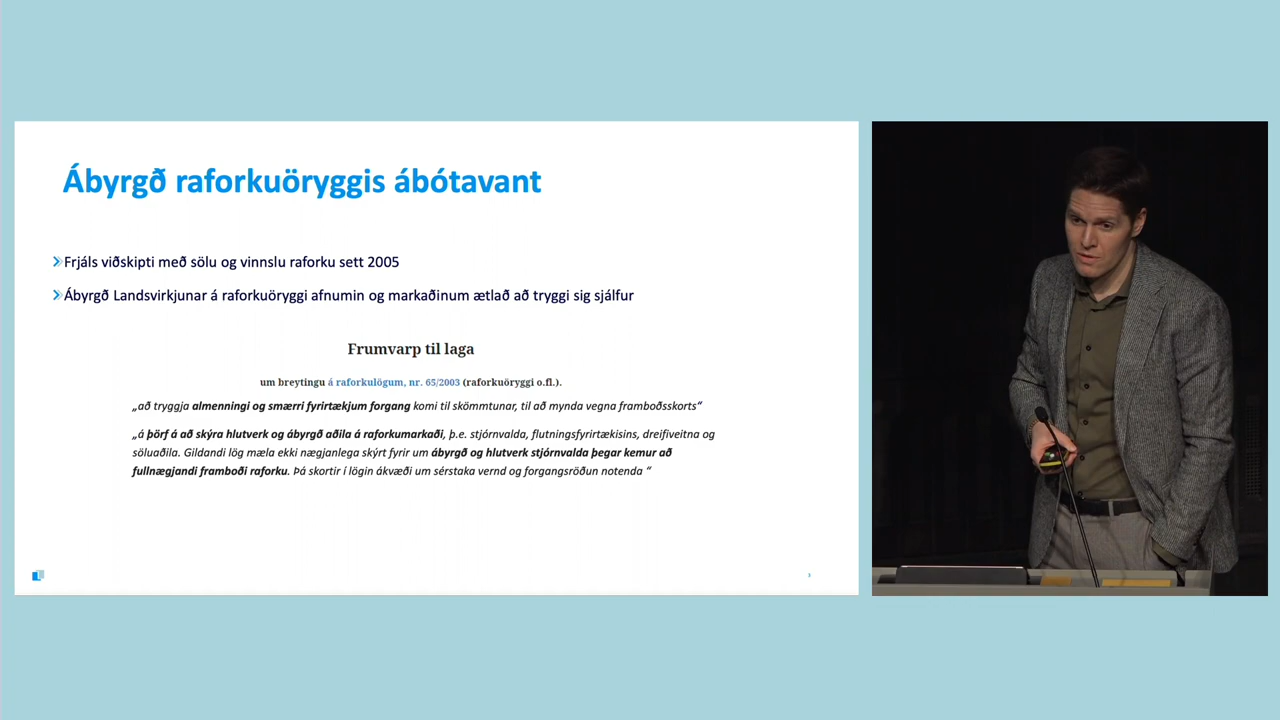 Ábyrgð raforkuöryggis ábótavant
Frjáls viðskipti með sölu og vinnslu raforku sett 2005
Ábyrgð Landsvirkjunar á raforkuöryggi afnumin og markaðinum ætlað að tryggi sig sjálfur
Frumvarp til laga
um breytingu á raforkulögum, nr. 65/2003 (raforkuöryggi o.fl.).
„að tryggja almenningi og smærri fyrirtækjum forgang komi til skömmtunar, til að mynda vegna framboðsskorts“
„á þörf á að skýra hlutverk og ábyrgð aðila á raforkumarkaði, þ.e. stjórnvalda, flutningsfyrirtækisins, dreifiveitna og
söluaðila. Gildandi lög mæla ekki nægjanlega skýrt fyrir um ábyrgð og hlutverk stjórnvalda þegar kemur að
fullnægjandi framboði raforku. Þá skortir í lögin ákvæði um sérstaka vernd og forgangsröðun notenda “
3